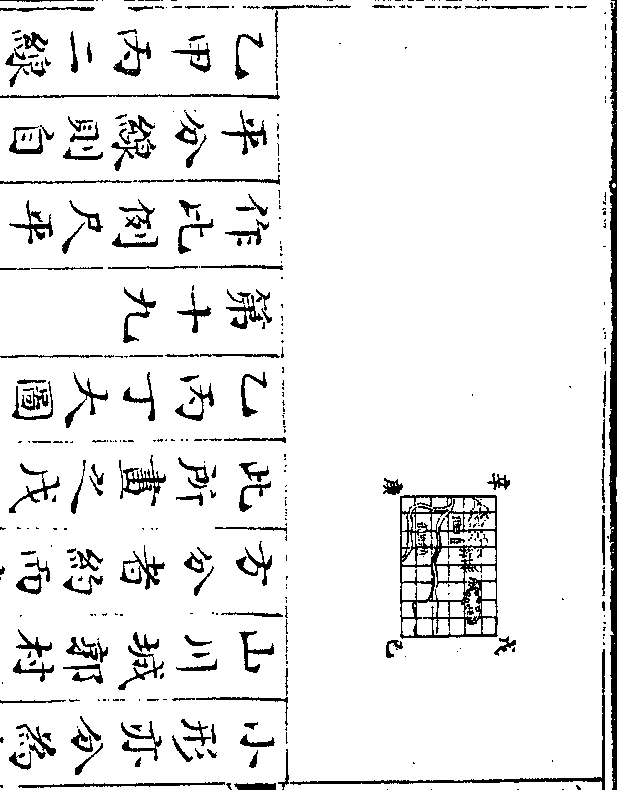 戊
己
辛
庚
小形亦分為
山川城郭村
方分者約而
此所畫之戊
乙丙丁大圖
第十九
作比例尺平
平分線則自
乙甲丙二線